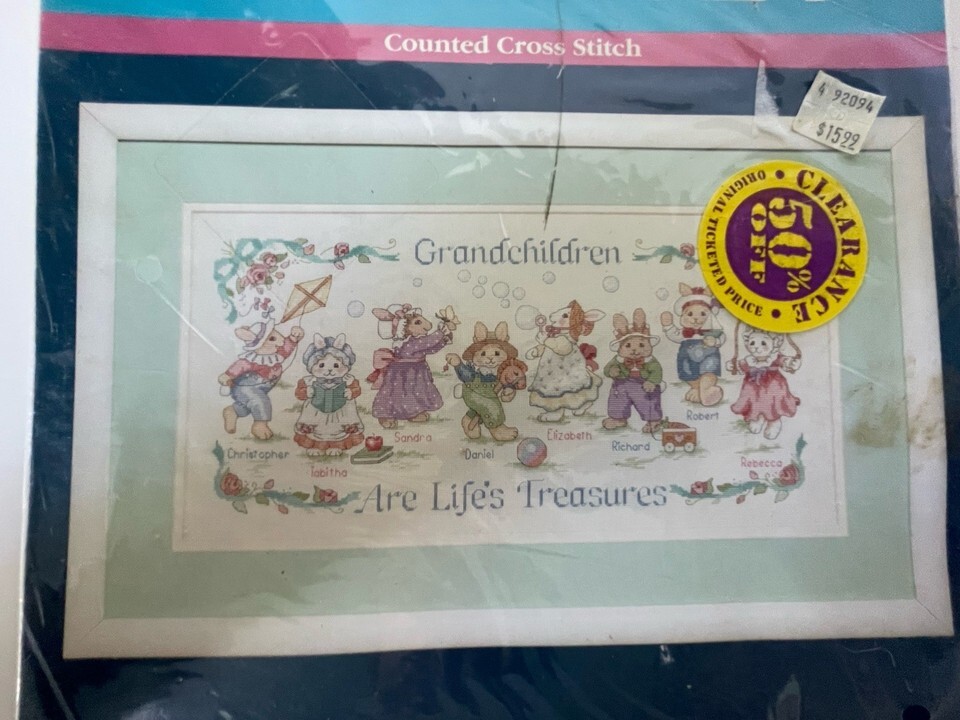 Counted Cross Stitch
4 92094
$15.99
CLEARANCE
50%
OFF
ORIGINAL TICKETED PRICE
Grandchildren
Christopher
Tabitha
Sandra
Daniel
Elizabeth
Richard
Robert
Rebecca
Are Life's Treasures